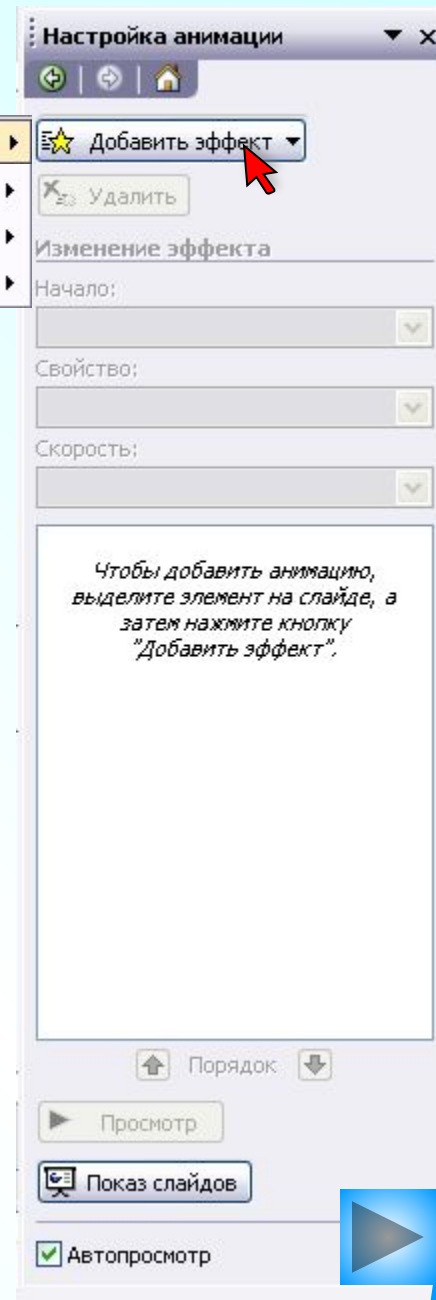 Настройка анимации
Добавить эффект
Удалить
Изменение эффекта
Начало:
Свойство:
Скорость:
Чтобы добавить анимацию,
выделите элемент на слайде, а
затем нажмите кнопку
"Добавить эффект".
Порядок
Просмотр
Показ слайдов
Автопросмотр